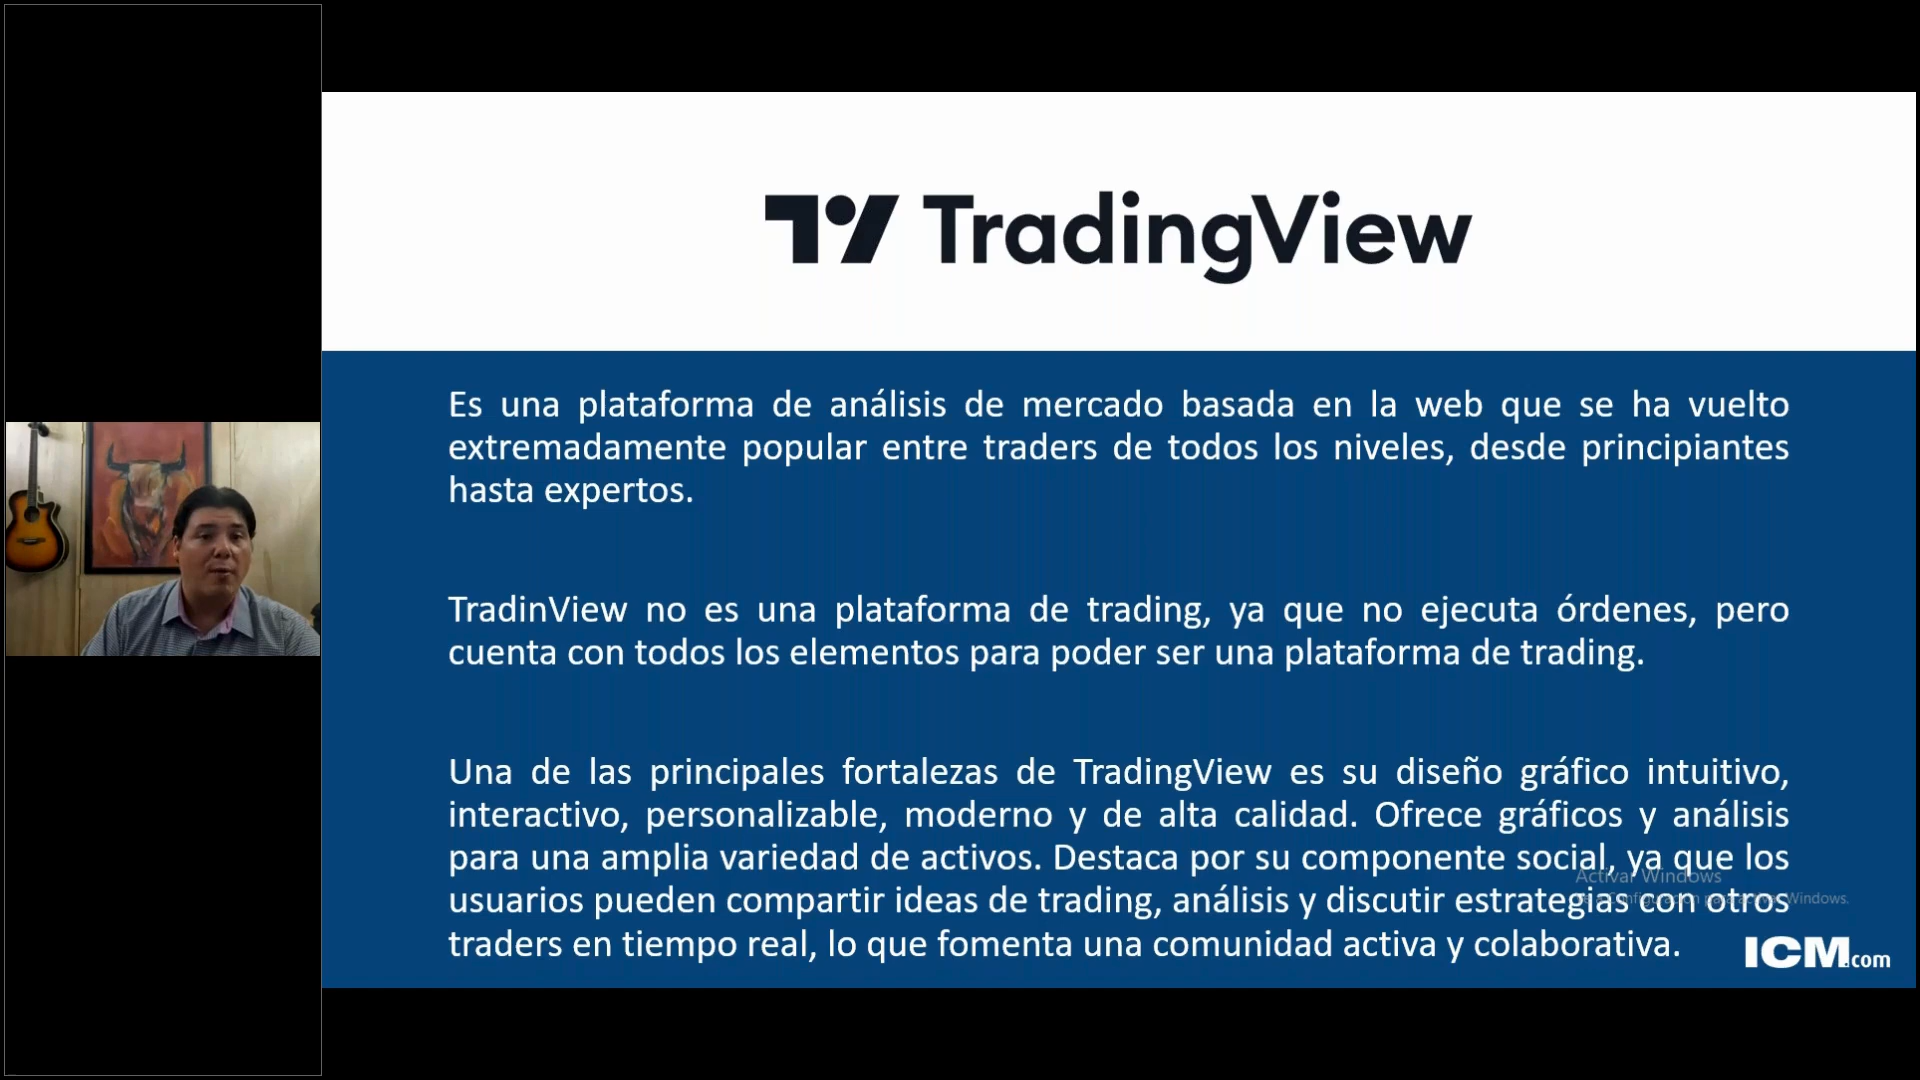 TradingView
Es una plataforma de análisis de mercado basada en la web que se ha vuelto
extremadamente popular entre traders de todos los niveles, desde principiantes
hasta expertos.
TradinView no es una plataforma de trading, ya que no ejecuta órdenes, pero
cuenta con todos los elementos para poder ser una plataforma de trading.
Una de las principales fortalezas de TradingView es su diseño gráfico intuitivo,
interactivo, personalizable, moderno y de alta calidad. Ofrece gráficos y análisis
para una amplia variedad de activos. Destaca por su componente social, ya que los
usuarios pueden compartir ideas de trading, análisis y discutir estrategias con otros
traders en tiempo real, lo que fomenta una comunidad activa y colaborativa.
Activar Windows
Windows.
ICM.com